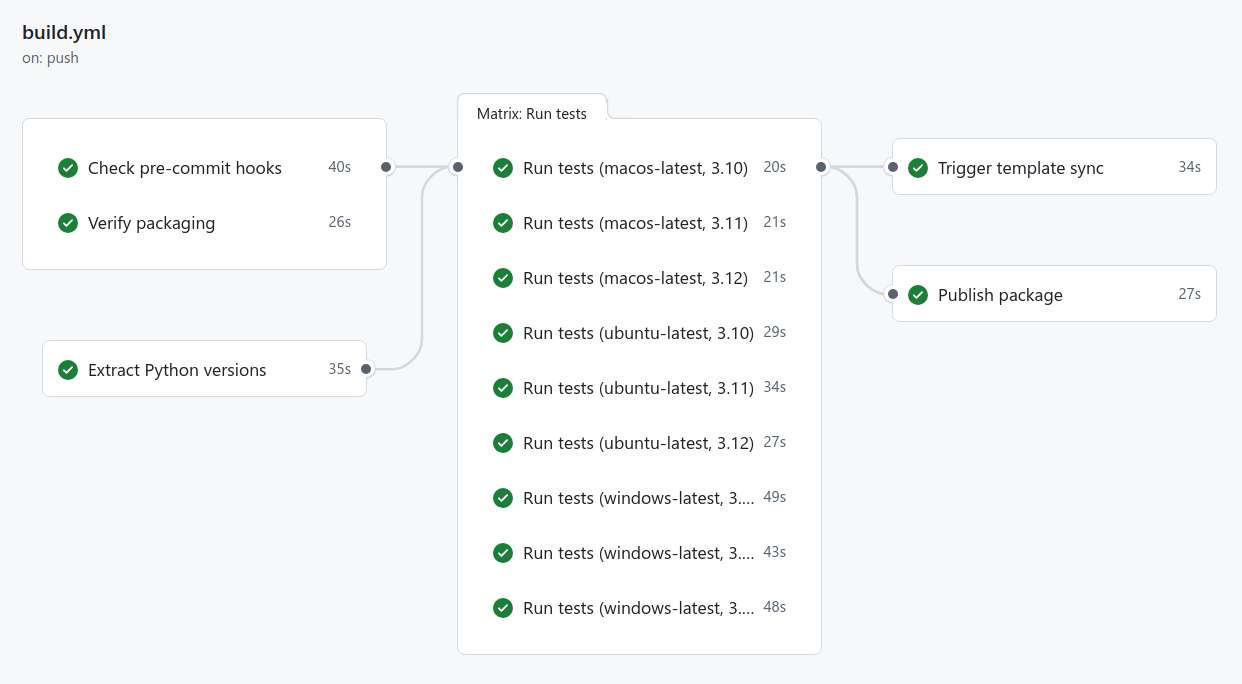 build.yml
on: push
Check pre-commit hooks 40s
Verify packaging 26s
Extract Python versions 35s
Matrix: Run tests
Run tests (macos-latest, 3.10) 20s
Run tests (macos-latest, 3.11) 21s
Run tests (macos-latest, 3.12) 21s
Run tests (ubuntu-latest, 3.10) 29s
Run tests (ubuntu-latest, 3.11) 34s
Run tests (ubuntu-latest, 3.12) 27s
Run tests (windows-latest, 3.... 49s
Run tests (windows-latest, 3.... 43s
Run tests (windows-latest, 3.... 48s
Trigger template sync 34s
Publish package 27s